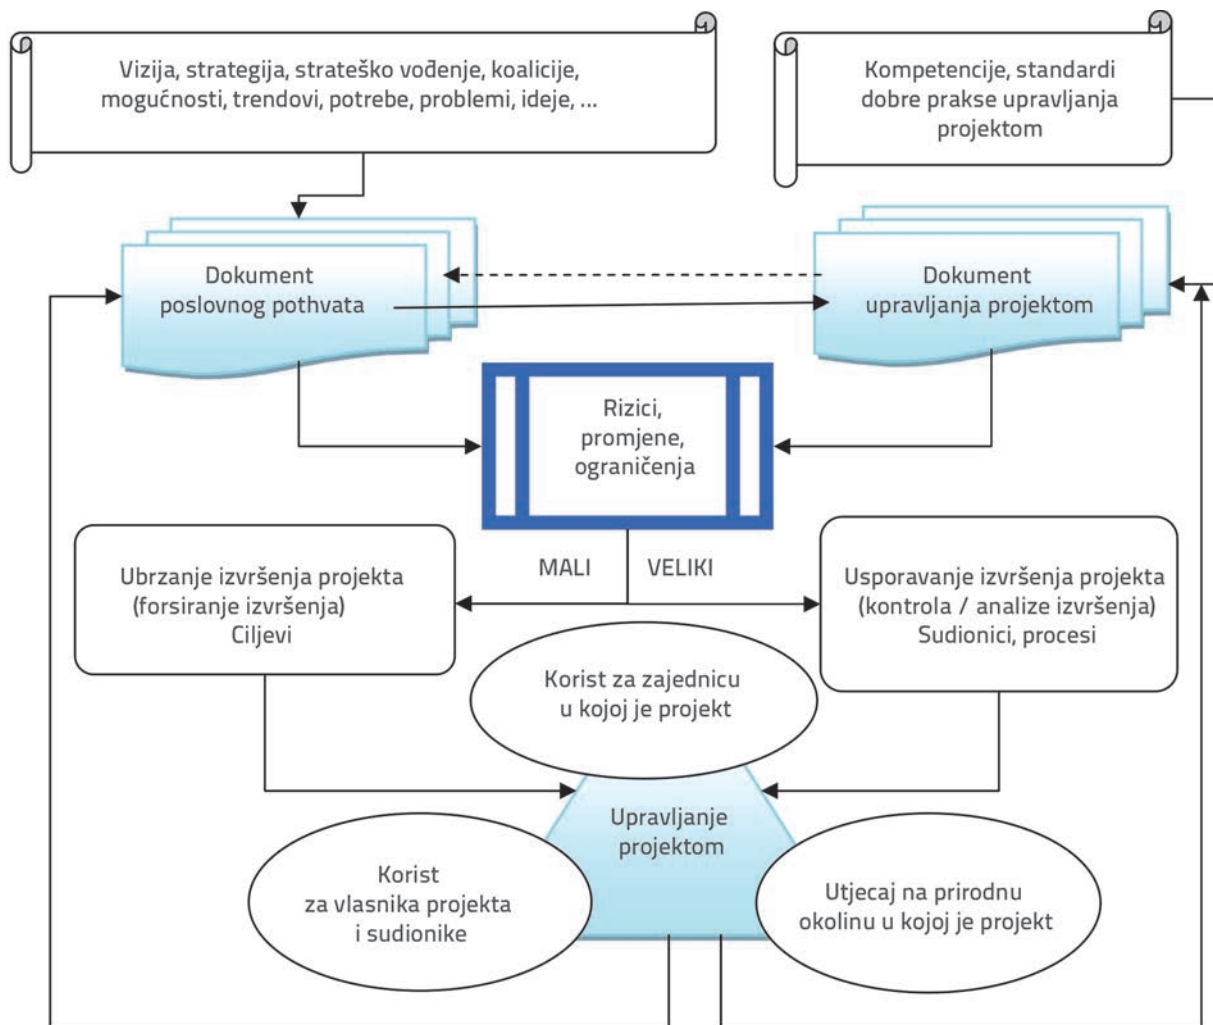 Vizija, strategija, strateško vođenje, koalicije,
mogućnosti, trendovi, potrebe, problemi, ideje, ...
Kompetencije, standardi
dobre prakse upravljanja
projektom
Dokument
poslovnog pothvata
Dokument
upravljanja projektom
Rizici,
promjene,
ograničenja
MALI
VELIKI
Ubrzanje izvršenja projekta
(forsiranje izvršenja)
Ciljevi
Usporavanje izvršenja projekta
(kontrola / analize izvršenja)
Sudionici, procesi
Korist za zajednicu
u kojoj je projekt
Upravljanje
projektom
Korist
za vlasnika projekta
i sudionike
Utjecaj na prirodnu
okolinu u kojoj je projekt